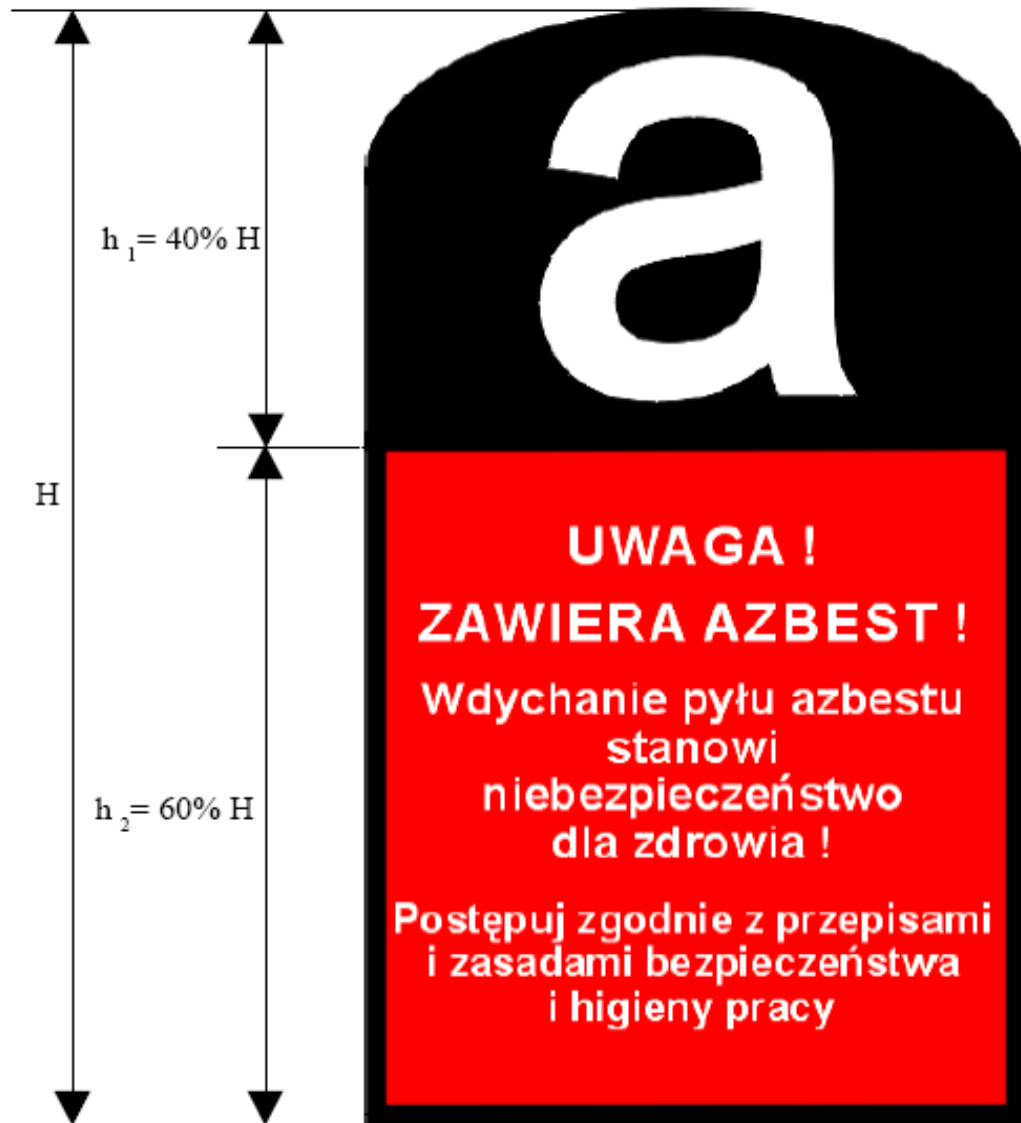 a
h 1= 40% H
H
h 2= 60% H
UWAGA !
ZAWIERA AZBEST !
Wdychanie pyłu azbestu
stanowi
niebezpieczeństwo
dla zdrowia !
Postępuj zgodnie z przepisami
i zasadami bezpieczeństwa
i higieny pracy